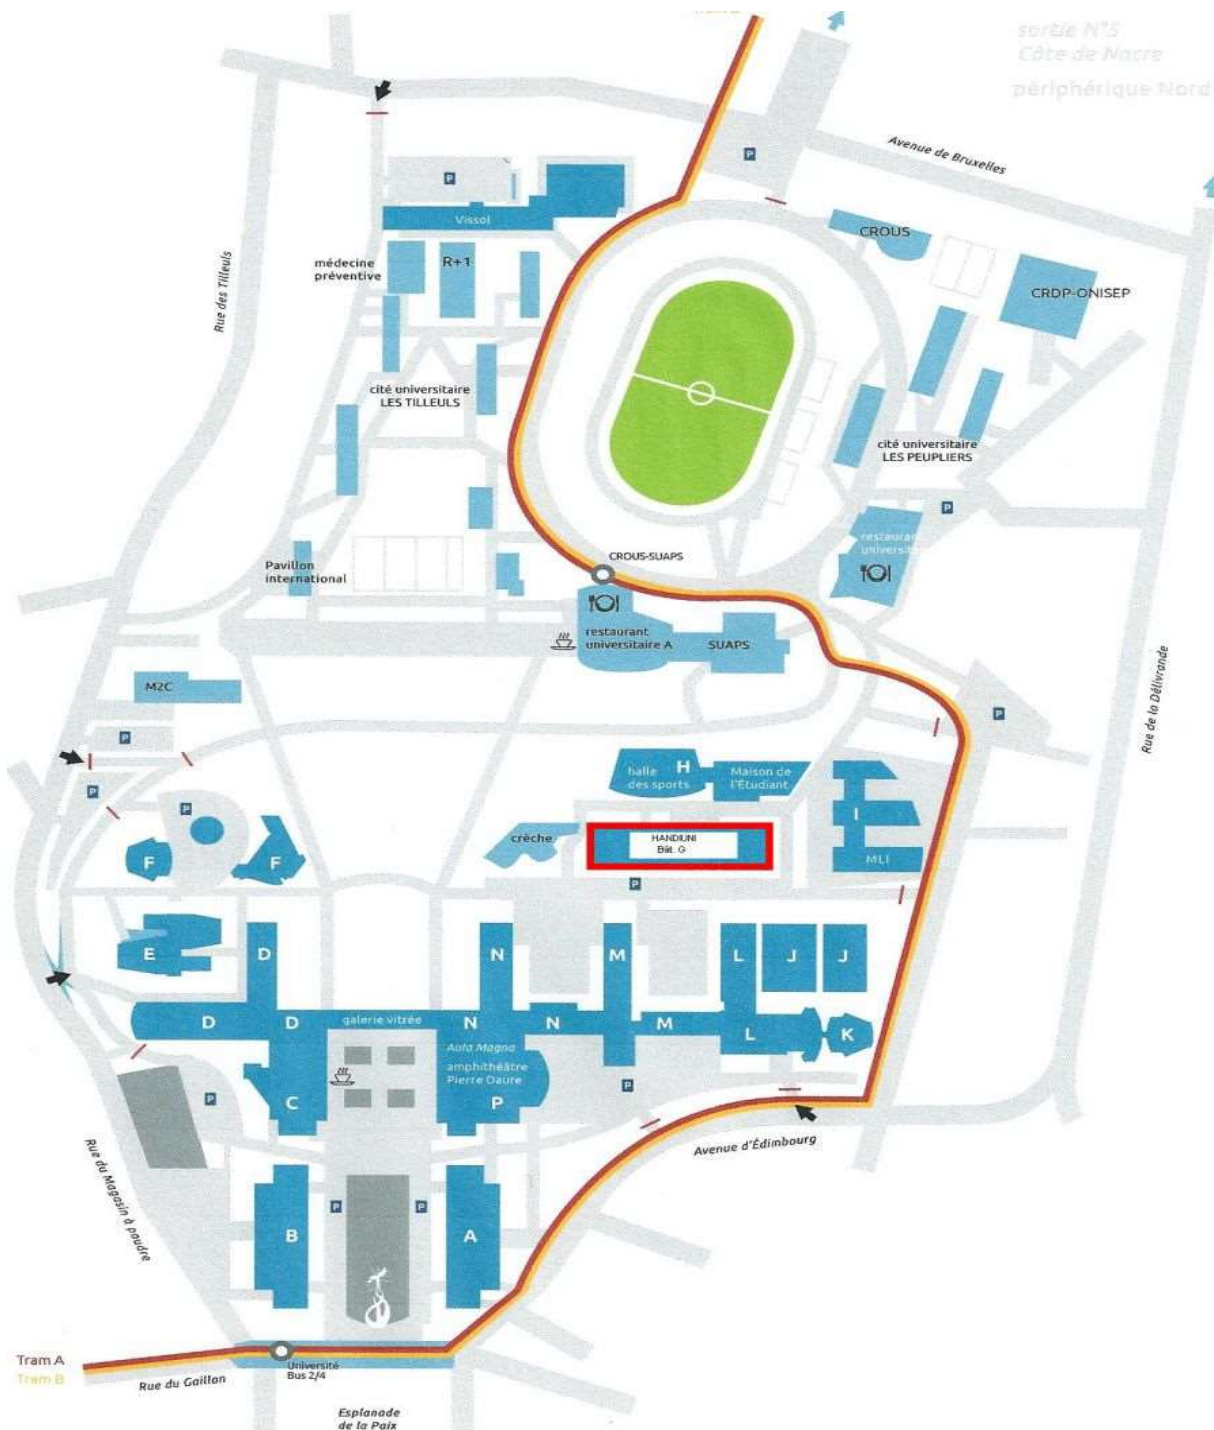 sortie N°5
Côte de Nacre
périphérique Nord
Avenue de Bruxelles
P
P
Vissol
CROUS
médecine
préventive
R+1
CRDP-ONISEP
Rue des Tilleuls
cité universitaire
LES TILLEULS
cité universitaire
LES PEUPLIERS
P
restaurant
CROUS-SUAPS
Pavillon
international
restaurant
universitaire A
SUAPS
Rue de la Délivrande
M2C
P
P
halle
des sports
H
Maison de
l'Étudiant
P
P
I
crèche
HANDIUNI
Bât. G
MLI
F
F
P
E
D
N
M
L
J
J
D
D
galerie vitrée
N
N
M
L
K
Aula Magna
amphithéâtre
Pierre Daure
C
P
P
P
Avenue d'Édimbourg
Rue du Magasin à poudre
P
P
B
A
Tram A
Tram B
Université
Bus 2/4
Rue du Gaillon
Esplanade
de la Paix